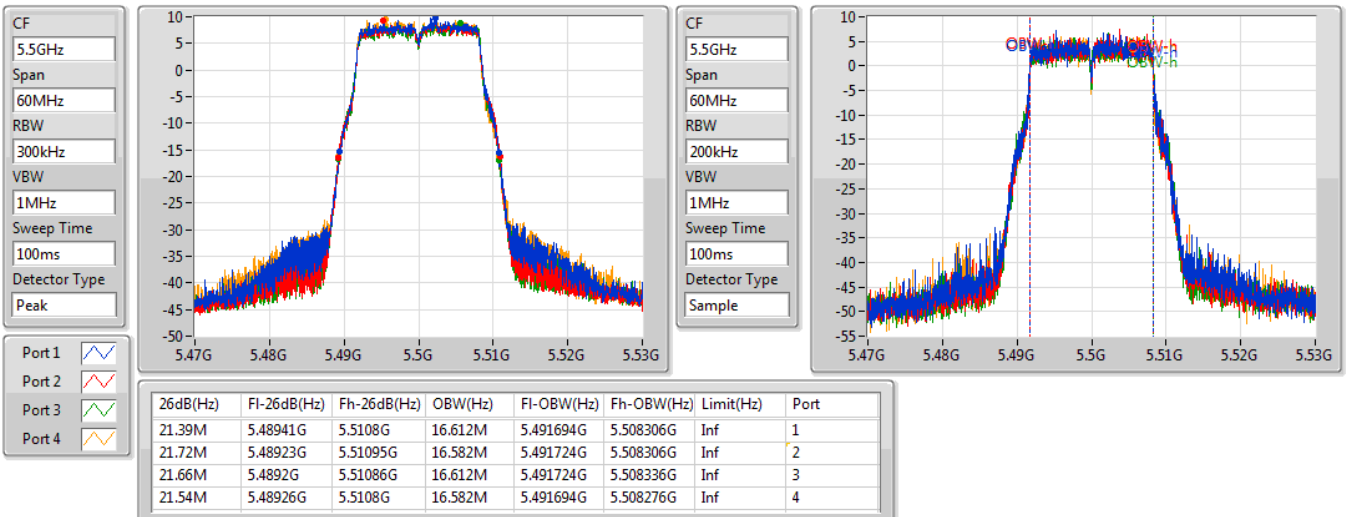 CF
5.5GHz
Span
60MHz
RBW
300kHz
VBW
1MHz
Sweep Time
100ms
Detector Type
Peak
10
5
0
-5
-10
-15
-20
-25
-30
-35
-40
-45
-50
5.47G 5.48G 5.49G 5.5G 5.51G 5.52G 5.53G
CF
5.5GHz
Span
60MHz
RBW
200kHz
VBW
1MHz
Sweep Time
100ms
Detector Type
Sample
10
5
0
-5
-10
-15
-20
-25
-30
-35
-40
-45
-50
-55
OBW-h
OBW-h
5.47G 5.48G 5.49G 5.5G 5.51G 5.52G 5.53G
Port 1
Port 2
Port 3
Port 4
26dB(Hz) Fl-26dB(Hz) Fh-26dB(Hz) OBW(Hz) Fl-OBW(Hz) Fh-OBW(Hz) Limit(Hz) Port
21.39M 5.48941G 5.5108G 16.612M 5.491694G 5.508306G Inf 1
21.72M 5.48923G 5.51095G 16.582M 5.491724G 5.508306G Inf 2
21.66M 5.4892G 5.51086G 16.612M 5.491724G 5.508336G Inf 3
21.54M 5.48926G 5.5108G 16.582M 5.491694G 5.508276G Inf 4